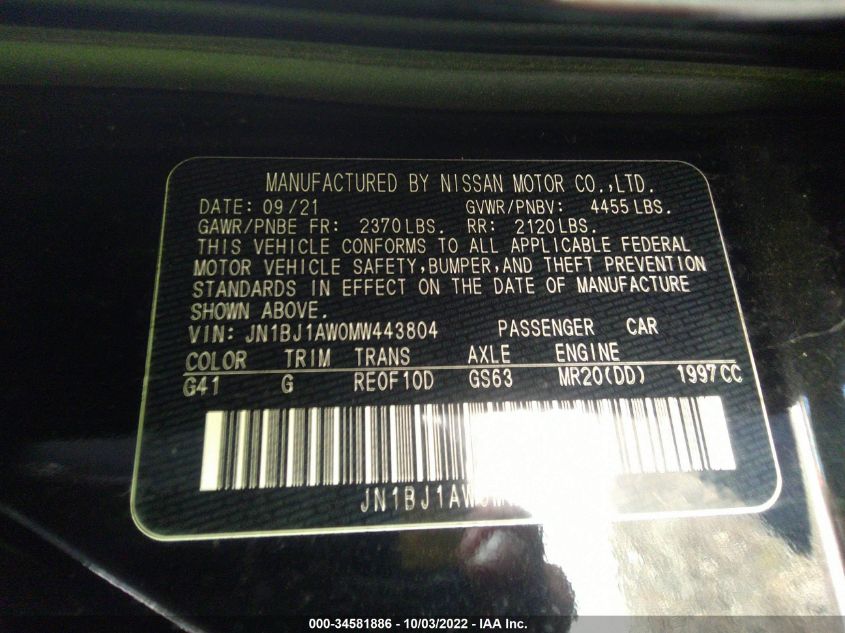 MANUFACTURED BY NISSAN MOTOR CO.,LTD.
DATE: 09/21 GVWR/PNBV: 4455 LBS.
GAWR/PNBE FR: 2370 LBS. RR: 2120 LBS.
THIS VEHICLE CONFORMS TO ALL APPLICABLE FEDERAL
MOTOR VEHICLE SAFETY,BUMPER,AND THEFT PREVENTION
STANDARDS IN EFFECT ON THE DATE OF MANUFACTURE
SHOWN ABOVE.
VIN: JN1BJ1AW0MW443804 PASSENGER CAR
COLOR TRIM TRANS AXLE ENGINE
G41 G RE0F10D GS63 MR20(DD) 1997CC
000-34581886 - 10/03/2022 - IAA Inc.